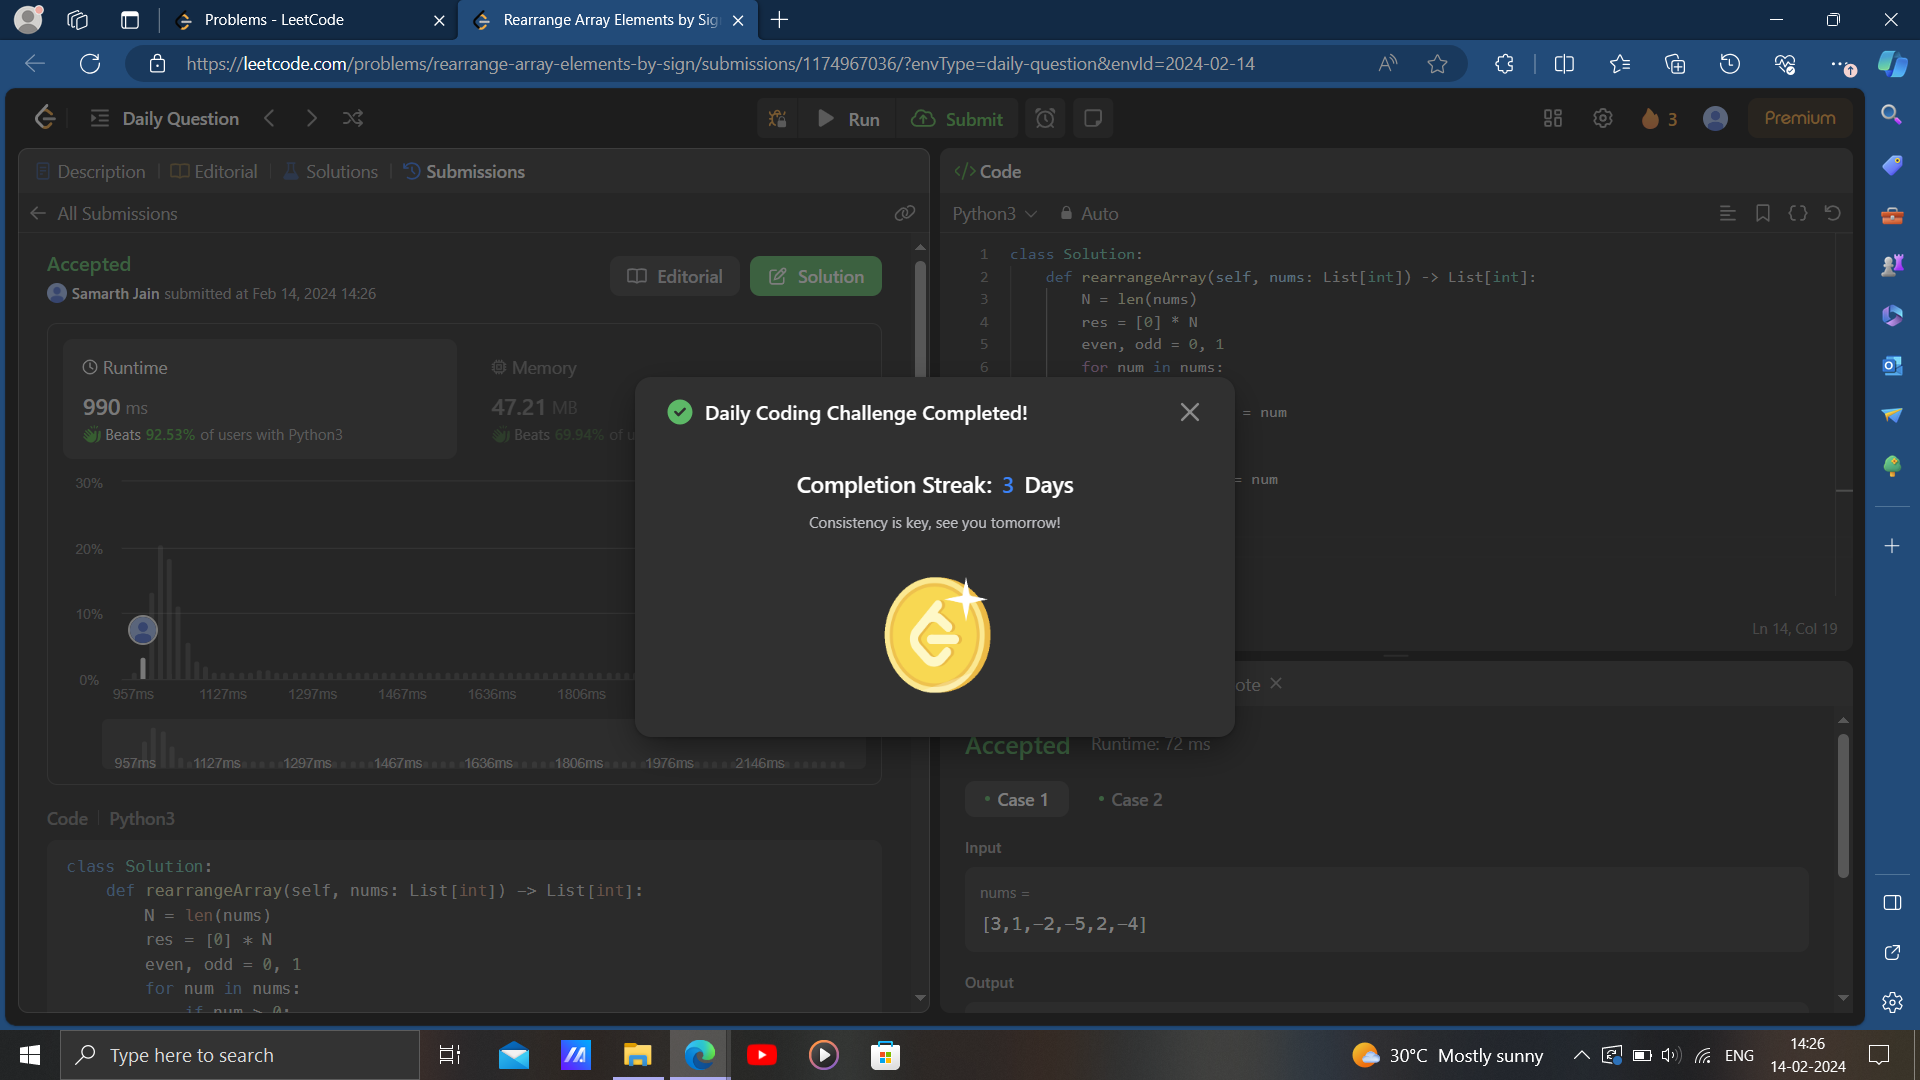 Problems - LeetCode
Rearrange Array Elements by Sig
https://leetcode.com/problems/rearrange-array-elements-by-sign/submissions/1174967036/?envType=daily-question&envId=2024-02-14
Daily Question
Run
Submit
3
Premium
Description
Editorial
Solutions
Submissions
</> Code
All Submissions
Python3
Auto
Accepted
Samarth Jain submitted at Feb 14, 2024 14:26
Editorial
Solution
Runtime
990 ms
Beats 92.53% of users with Python3
Memory
47.21 MB
Beats 69.94% of u
30%
20%
10%
0%
957ms 1127ms 1297ms 1467ms 1636ms 1806ms
957ms 1127ms 1297ms 1467ms 1636ms 1806ms 1976ms 2146ms
Code | Python3
class Solution:
def rearrangeArray(self, nums: List[int]) -> List[int]:
N = len(nums)
res = [0] * N
even, odd = 0, 1
for num in nums:
if num > 0:
1 class Solution:
2 def rearrangeArray(self, nums: List[int]) -> List[int]:
3 N = len(nums)
4 res = [0] * N
5 even, odd = 0, 1
6 for num in nums:
= num
= num
Ln 14, Col 19
Daily Coding Challenge Completed!
Completion Streak: 3 Days
Consistency is key, see you tomorrow!
ote
Accepted Runtime: 72 ms
Case 1
Case 2
Input
nums =
[3,1,-2,-5,2,-4]
Output
Type here to search
30°C Mostly sunny
ENG
14:26
14-02-2024